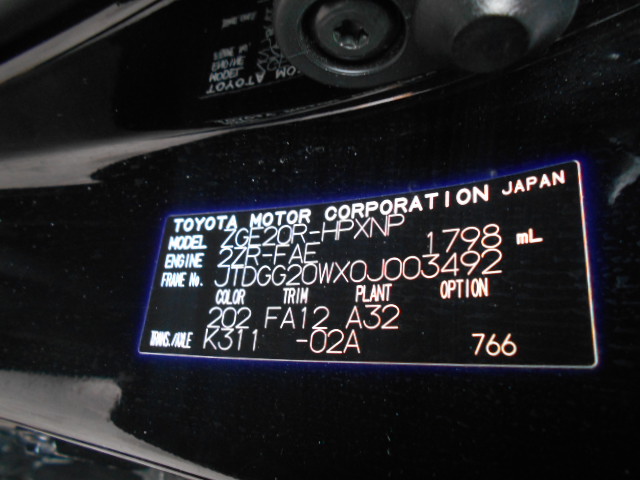 TOYOTA MOTOR CORPORATION JAPAN
MODEL ZGE20R-HPXNP
ENGINE 2ZR-FAE 1798 mL
FRAME No. JTDGG20WX0J003492
COLOR TRIM PLANT OPTION
202 FA12 A32
TRANS./AXLE K311 -02A 766